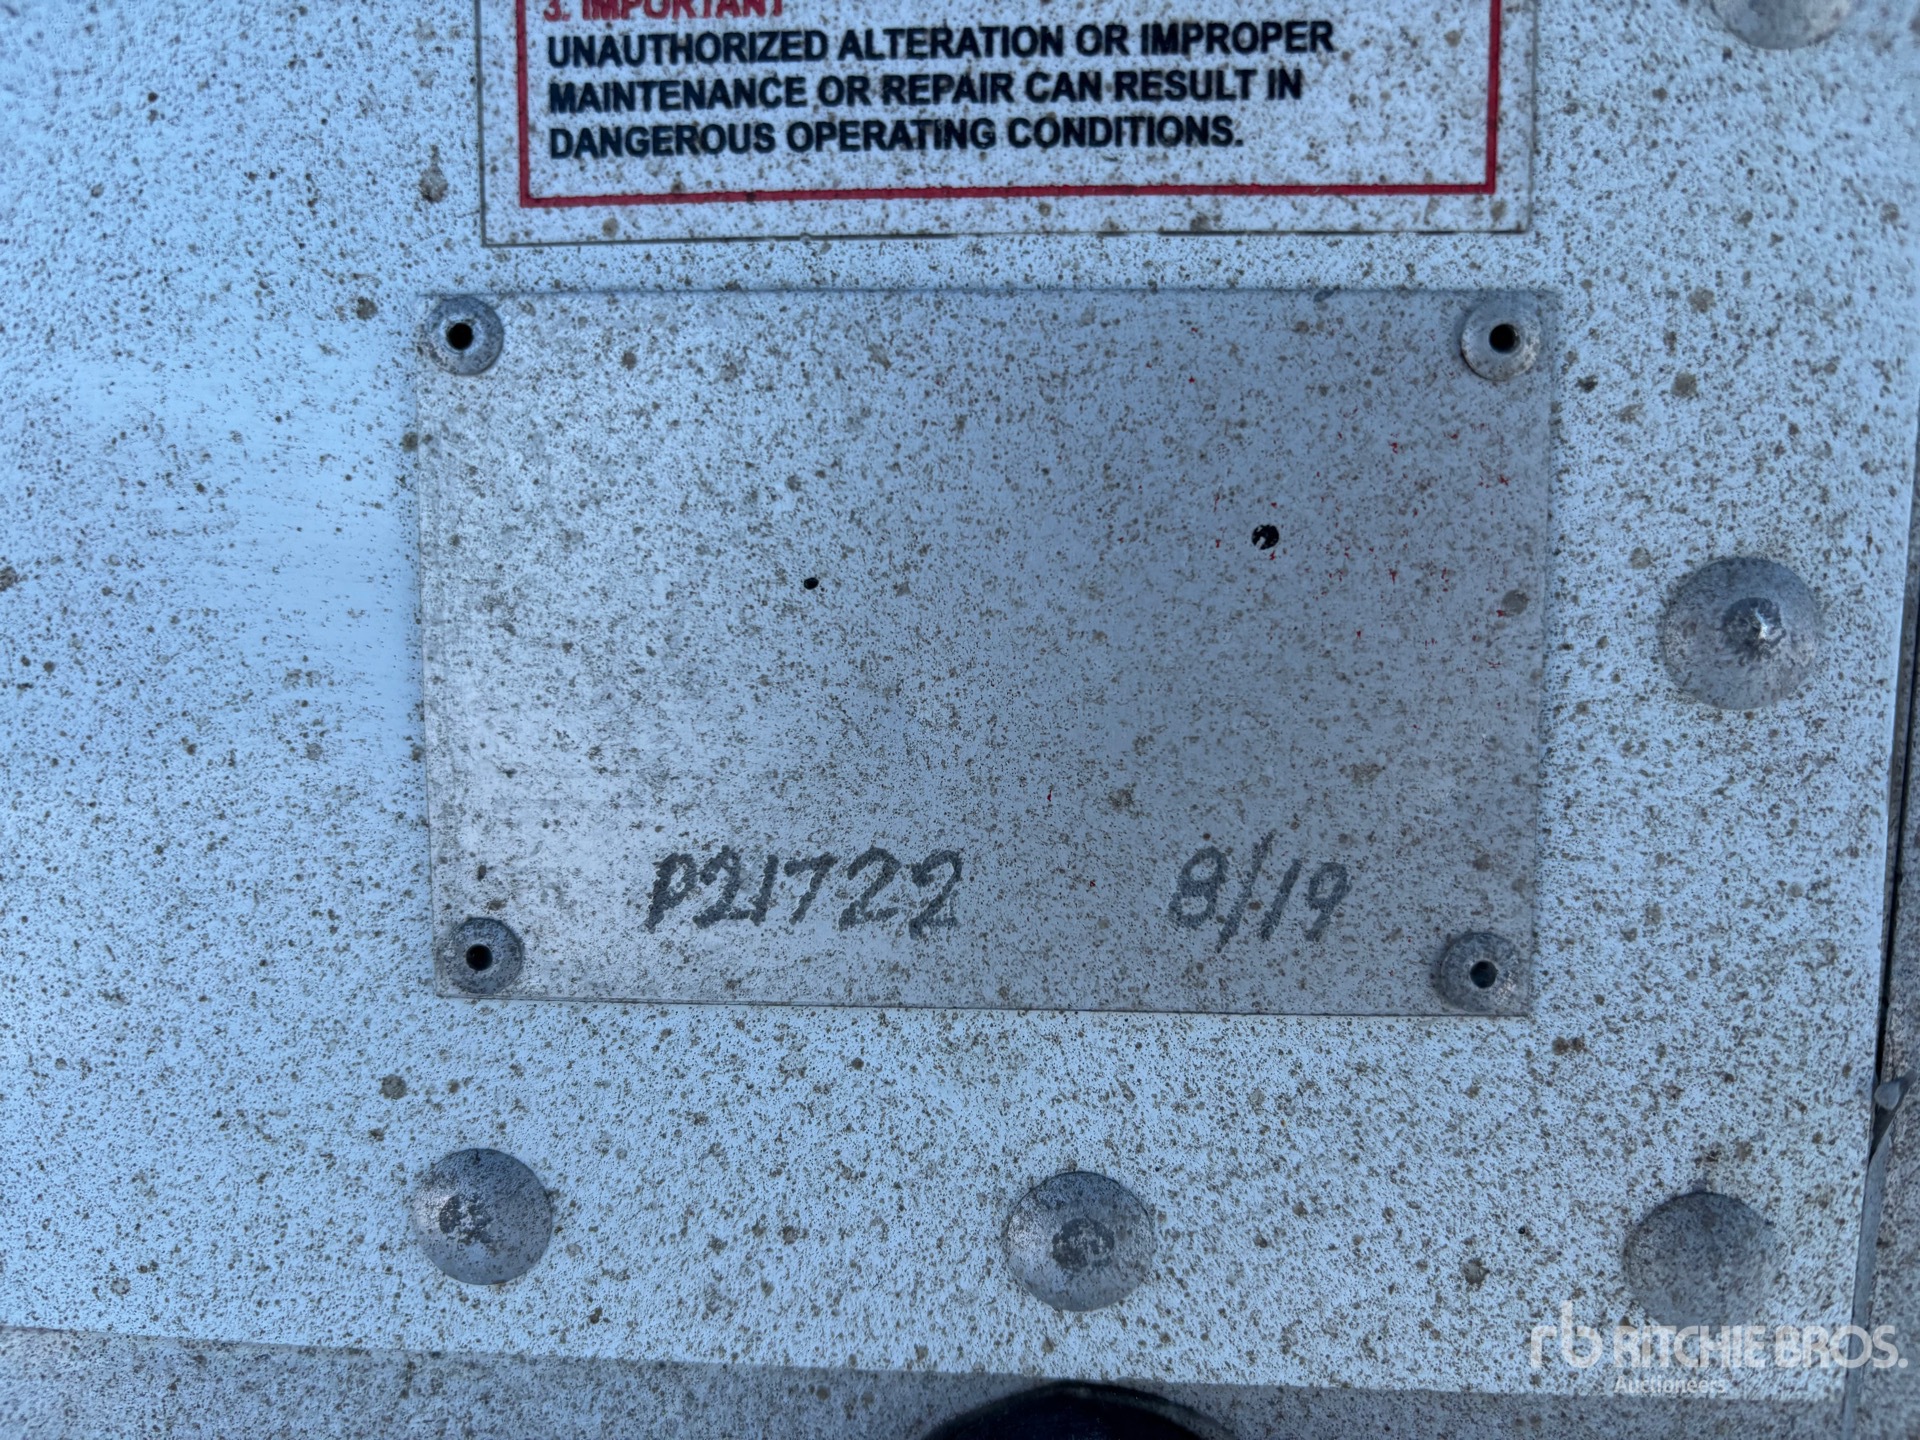 3. IMPORTANT
UNAUTHORIZED ALTERATION OR IMPROPER
MAINTENANCE OR REPAIR CAN RESULT IN
DANGEROUS OPERATING CONDITIONS.
P21722 8/19
rb RITCHIE BROS.
Auctioneers